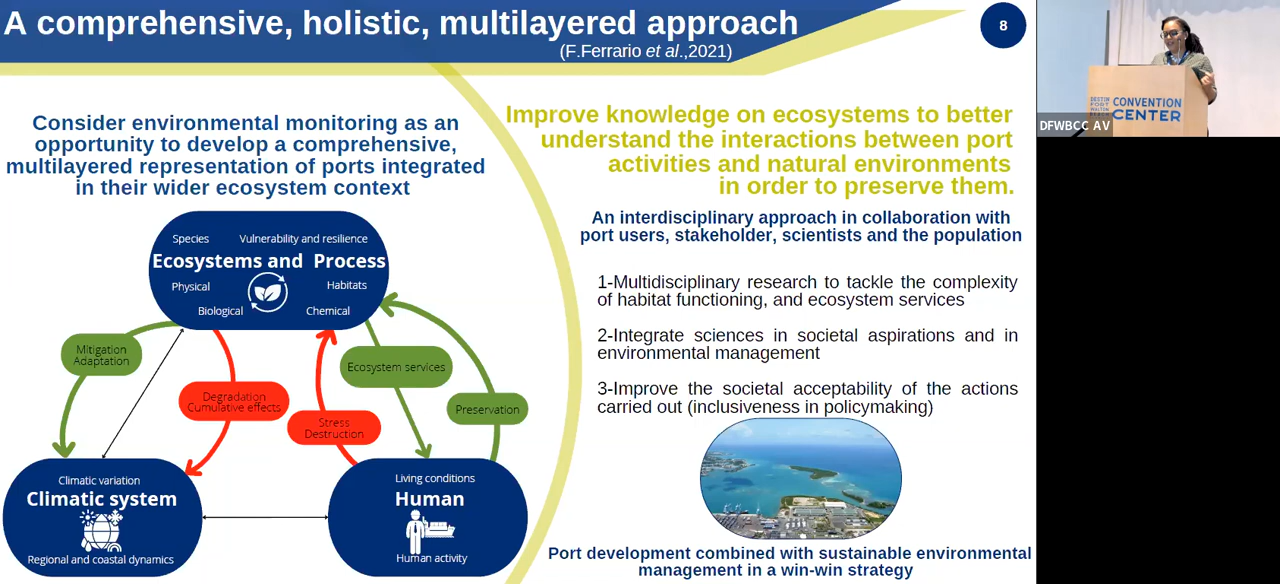 A comprehensive, holistic, multilayered approach
(F.Ferrario et al.,2021)
8
Consider environmental monitoring as an
opportunity to develop a comprehensive,
multilayered representation of ports integrated
in their wider ecosystem context
Species
Vulnerability and resilience
Ecosystems and Process
Physical
Habitats
Biological
Chemical
Mitigation
Adaptation
Degradation
Cumulative effects
Stress
Destruction
Ecosystem services
Preservation
Climatic variation
Climatic system
Regional and coastal dynamics
Living conditions
Human
Human activity
Improve knowledge on ecosystems to better
understand the interactions between port
activities and natural environments
in order to preserve them.
An interdisciplinary approach in collaboration with
port users, stakeholder, scientists and the population
1-Multidisciplinary research to tackle the complexity
of habitat functioning, and ecosystem services
2-Integrate sciences in societal aspirations and in
environmental management
3-Improve the societal acceptability of the actions
carried out (inclusiveness in policymaking)
Port development combined with sustainable environmental
management in a win-win strategy
DESTIN
FORT
WALTON
BEACH
CONVENTION
CENTER
DFWBCC AV